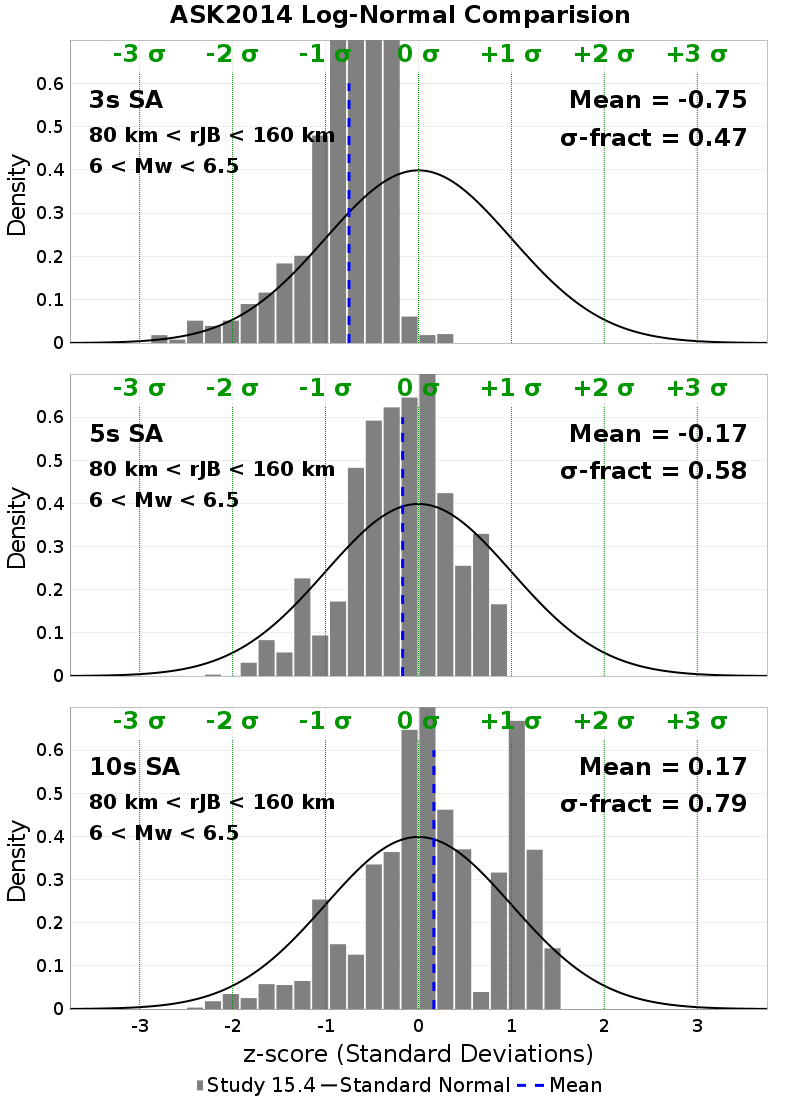 ASK2014 Log-Normal Comparision
-3 σ -2 σ -1 σ 0 σ +1 σ +2 σ +3 σ
3s SA
Mean = -0.75
80 km < rJB < 160 km
σ-fract = 0.47
6 < Mw < 6.5
Density
0.6
0.5
0.4
0.3
0.2
0.1
0
-3 σ -2 σ -1 σ 0 σ +1 σ +2 σ +3 σ
5s SA
Mean = -0.17
80 km < rJB < 160 km
σ-fract = 0.58
6 < Mw < 6.5
Density
0.6
0.5
0.4
0.3
0.2
0.1
0
-3 σ -2 σ -1 σ 0 σ +1 σ +2 σ +3 σ
10s SA
Mean = 0.17
80 km < rJB < 160 km
σ-fract = 0.79
6 < Mw < 6.5
Density
0.6
0.5
0.4
0.3
0.2
0.1
0
-3 -2 -1 0 1 2 3
z-score (Standard Deviations)
Study 15.4 Standard Normal Mean